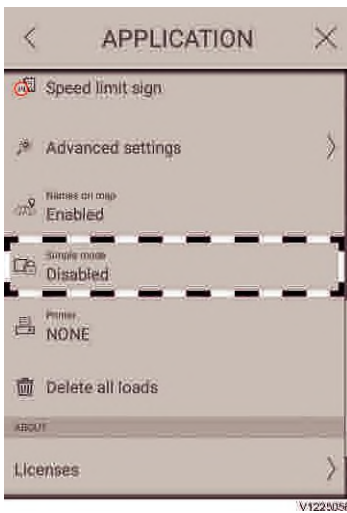 APPLICATION
Speed limit sign
Advanced settings
Names on map
Enabled
Simple mode
Disabled
Printer
NONE
Delete all loads
ABOUT
Licenses
V1225056